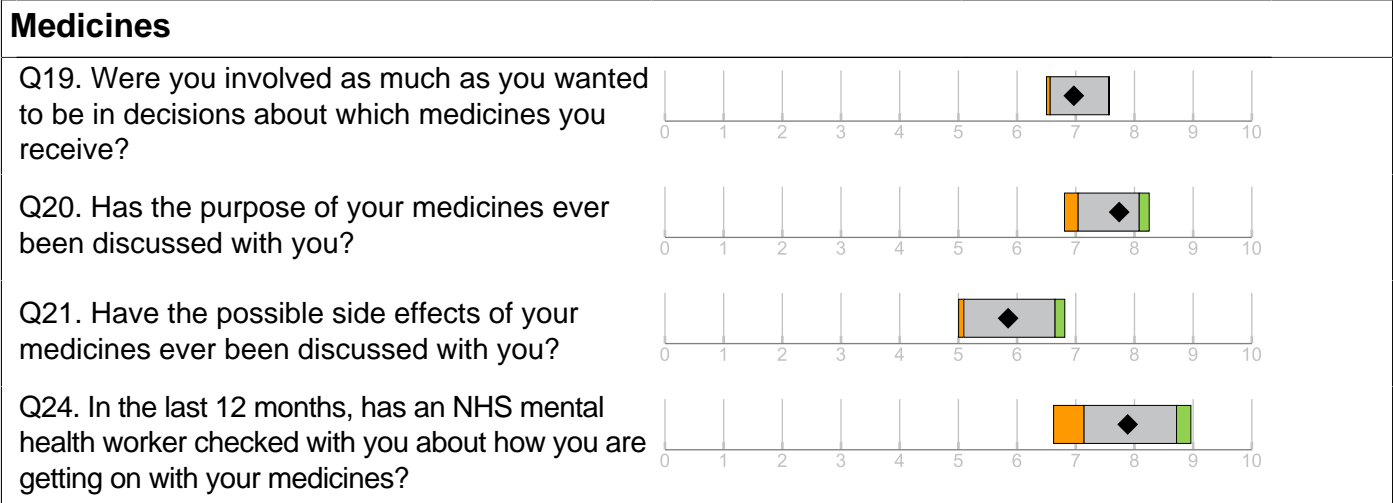 Medicines
Q19. Were you involved as much as you wanted
to be in decisions about which medicines you
receive?
0 1 2 3 4 5 6 7 8 9 10
Q20. Has the purpose of your medicines ever
been discussed with you?
0 1 2 3 4 5 6 7 8 9 10
Q21. Have the possible side effects of your
medicines ever been discussed with you?
0 1 2 3 4 5 6 7 8 9 10
Q24. In the last 12 months, has an NHS mental
health worker checked with you about how you are
getting on with your medicines?
0 1 2 3 4 5 6 7 8 9 10